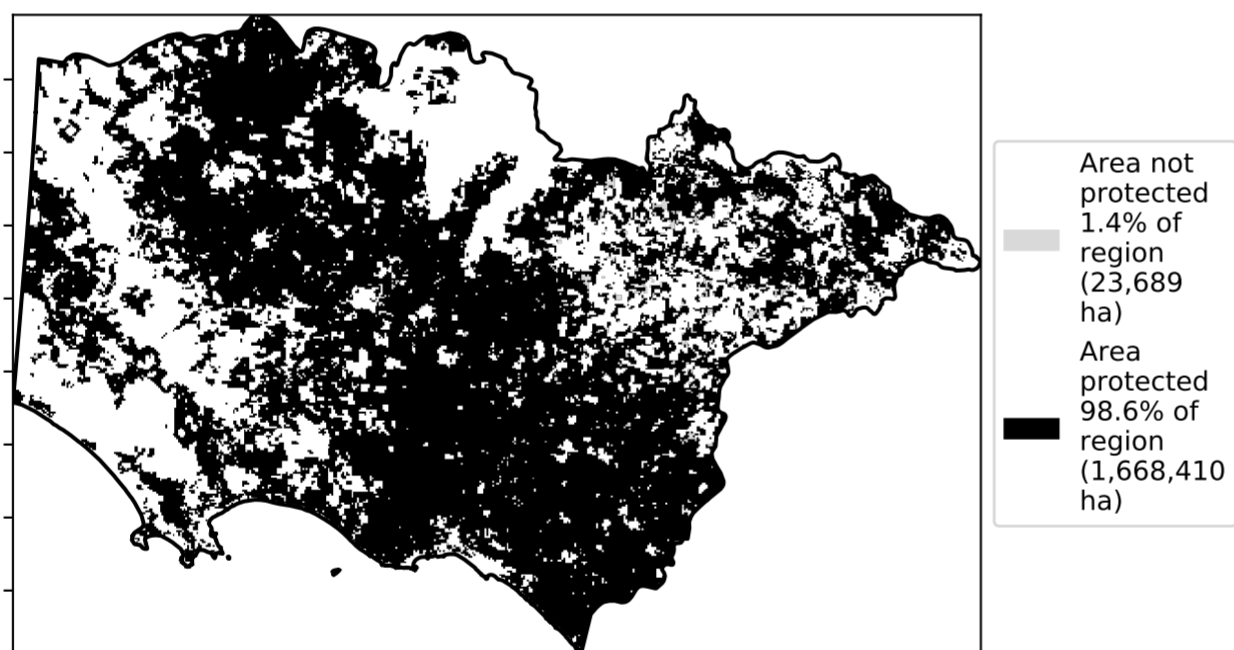 Area not
protected
1.4% of
region
(23,689
ha)
Area
protected
98.6% of
region
(1,668,410
ha)